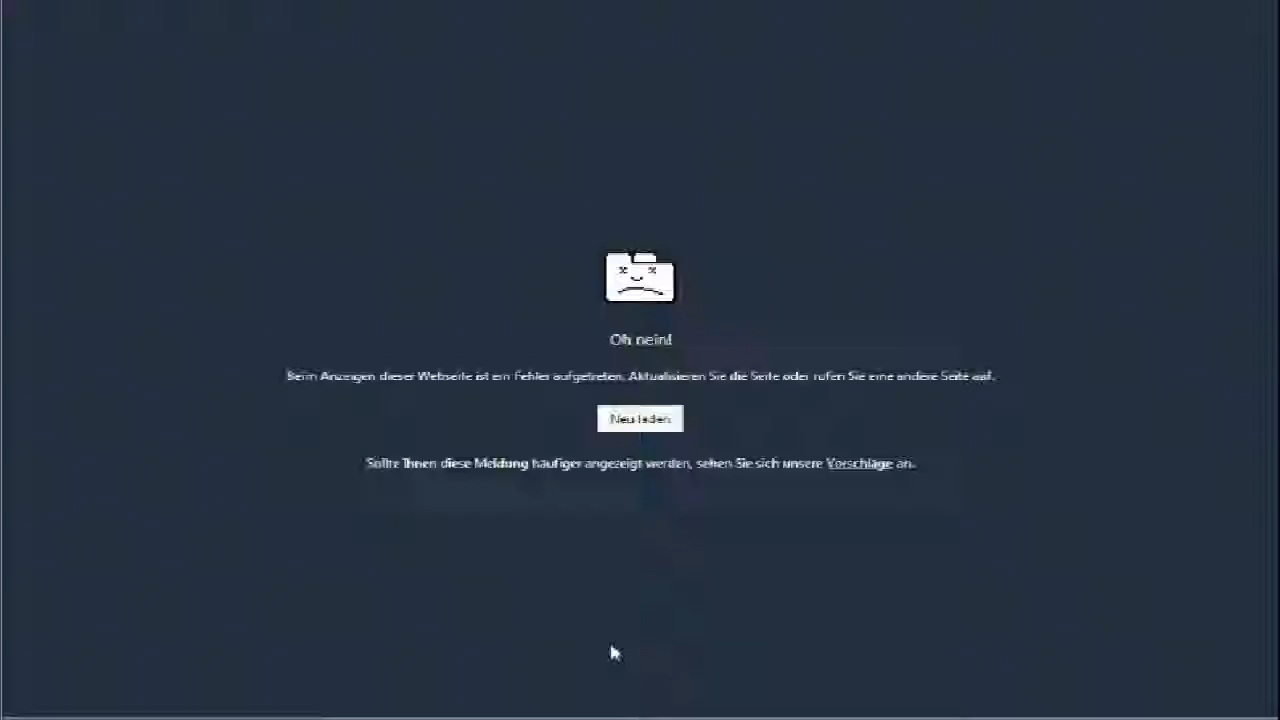 Oh nein!
Beim Anzeigen dieser Webseite ist ein Fehler aufgetreten. Aktualisieren Sie die Seite oder rufen Sie eine andere Seite auf.
Neu laden
Sollte Ihnen diese Meldung häufiger angezeigt werden, sehen Sie sich unsere Vorschläge an.